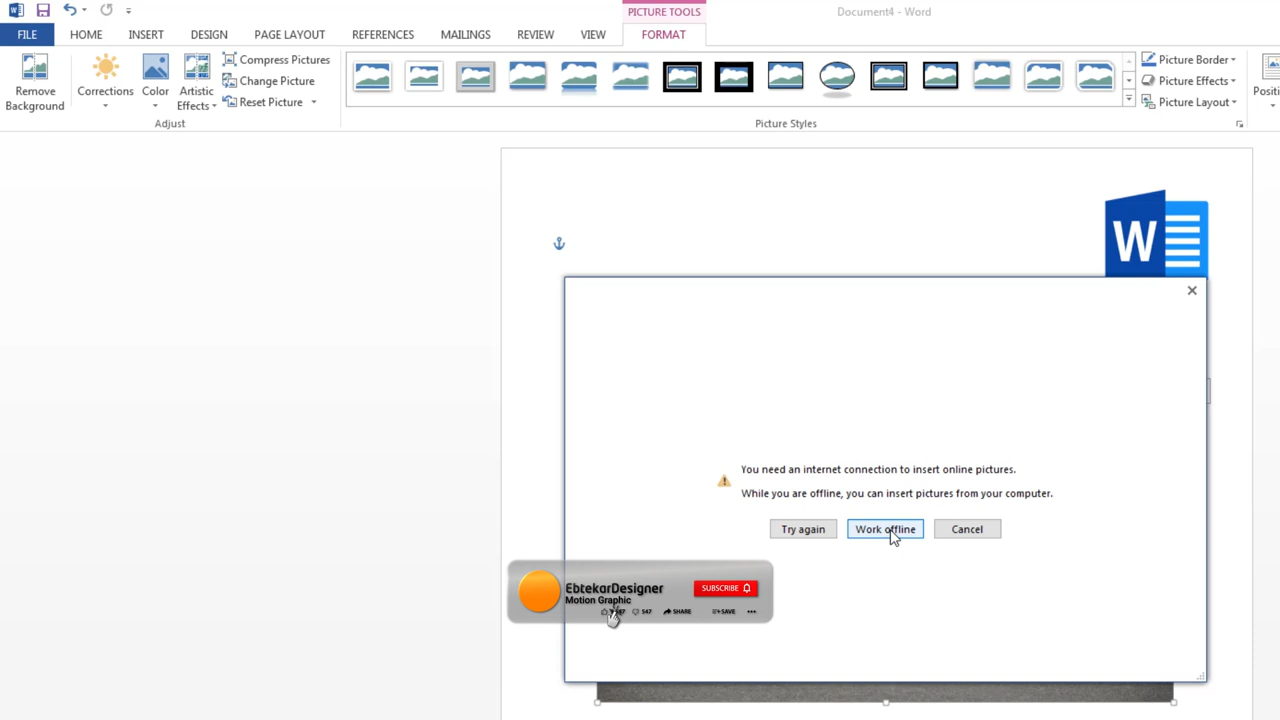 PICTURE TOOLS
Document4 - Word
FILE
HOME
INSERT
DESIGN
PAGE LAYOUT
REFERENCES
MAILINGS
REVIEW
VIEW
FORMAT
Remove
Background
Corrections
Color
Artistic
Effects
Compress Pictures
Change Picture
Reset Picture
Picture Border
Picture Effects
Picture Layout
Adjust
Picture Styles
W
You need an internet connection to insert online pictures.
While you are offline, you can insert pictures from your computer.
Try again
Work offline
Cancel
EbtekarDesigner
Motion Graphic
SUBSCRIBE
547
SHARE
SAVE